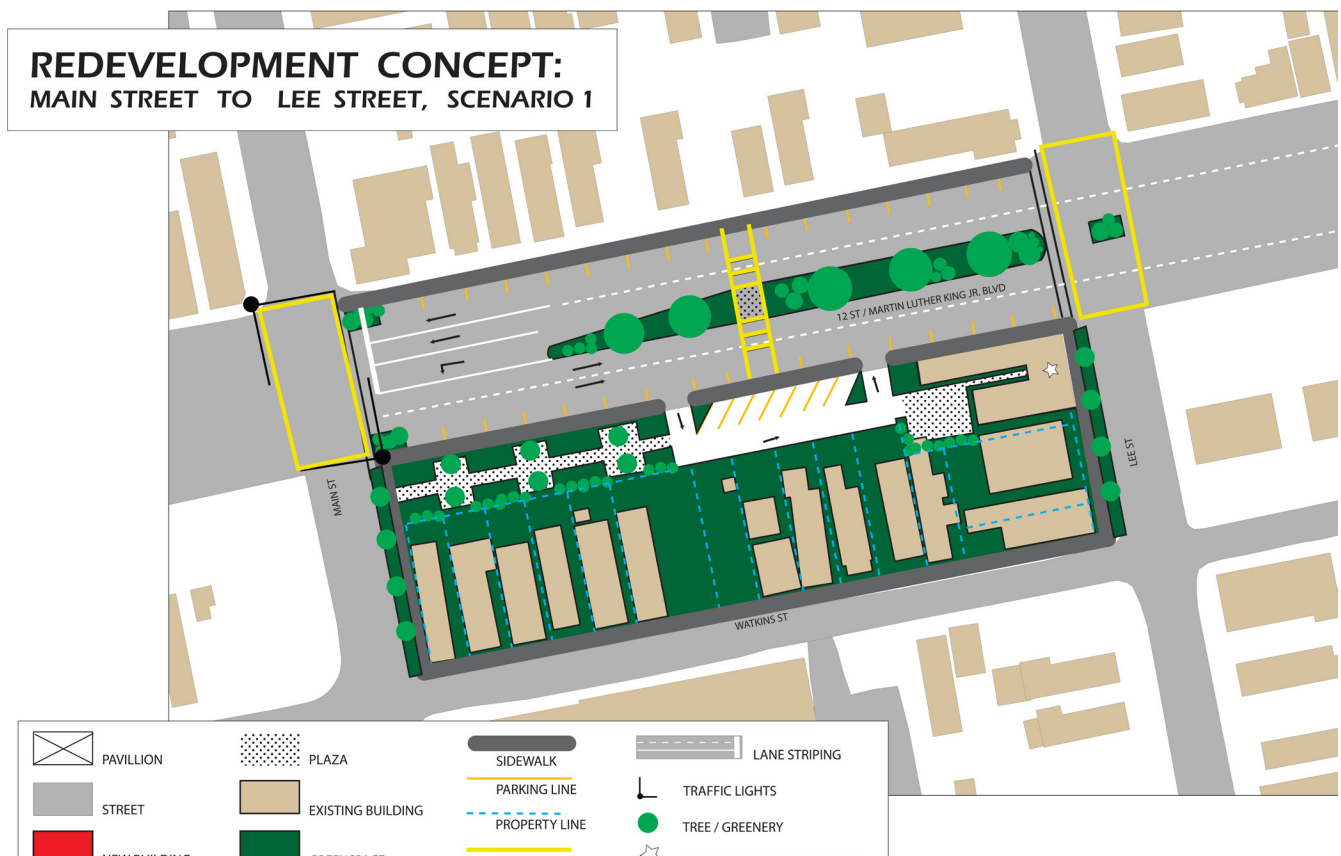 REDEVELOPMENT CONCEPT:
MAIN STREET TO LEE STREET, SCENARIO 1
12 ST / MARTIN LUTHER KING JR. BLVD
MAIN ST
LEE ST
WATKINS ST
PAVILLION
PLAZA
SIDEWALK
LANE STRIPING
STREET
EXISTING BUILDING
PARKING LINE
TRAFFIC LIGHTS
PROPERTY LINE
TREE / GREENERY